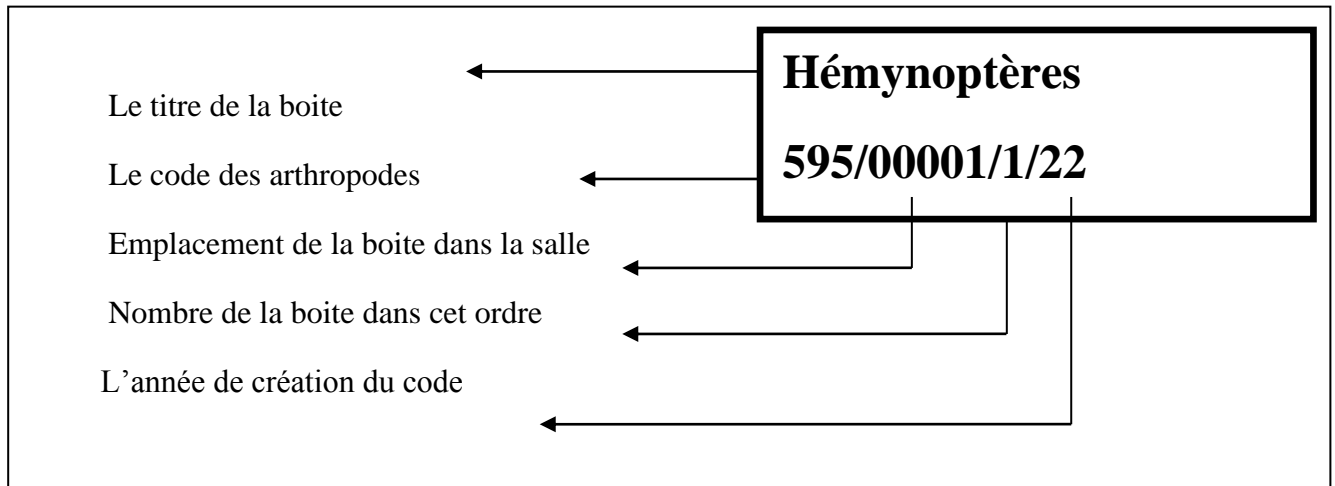 Hémynoptères
Le titre de la boite
595/00001/1/22
Le code des arthropodes
Emplacement de la boite dans la salle
Nombre de la boite dans cet ordre
L’année de création du code